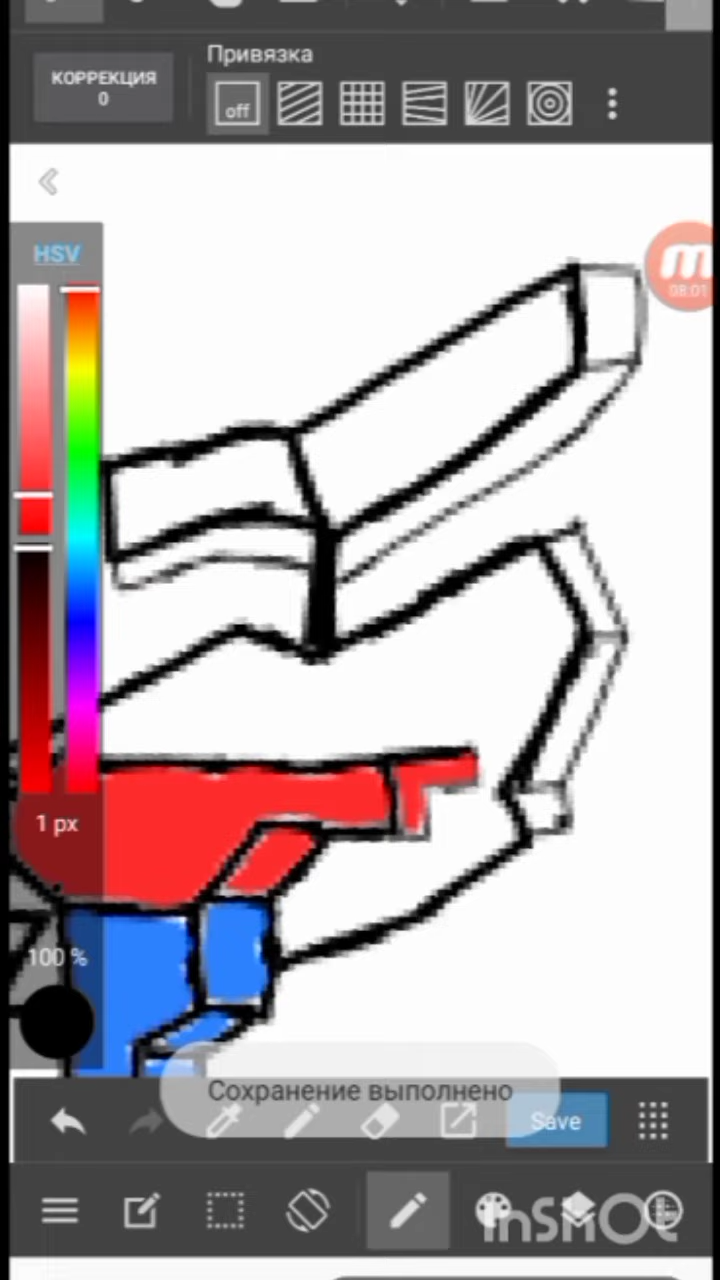 Привязка
КОРРЕКЦИЯ
0
off
HSV
m
08:01
1 px
100 %
Сохранение выполнено
Save
InShOt